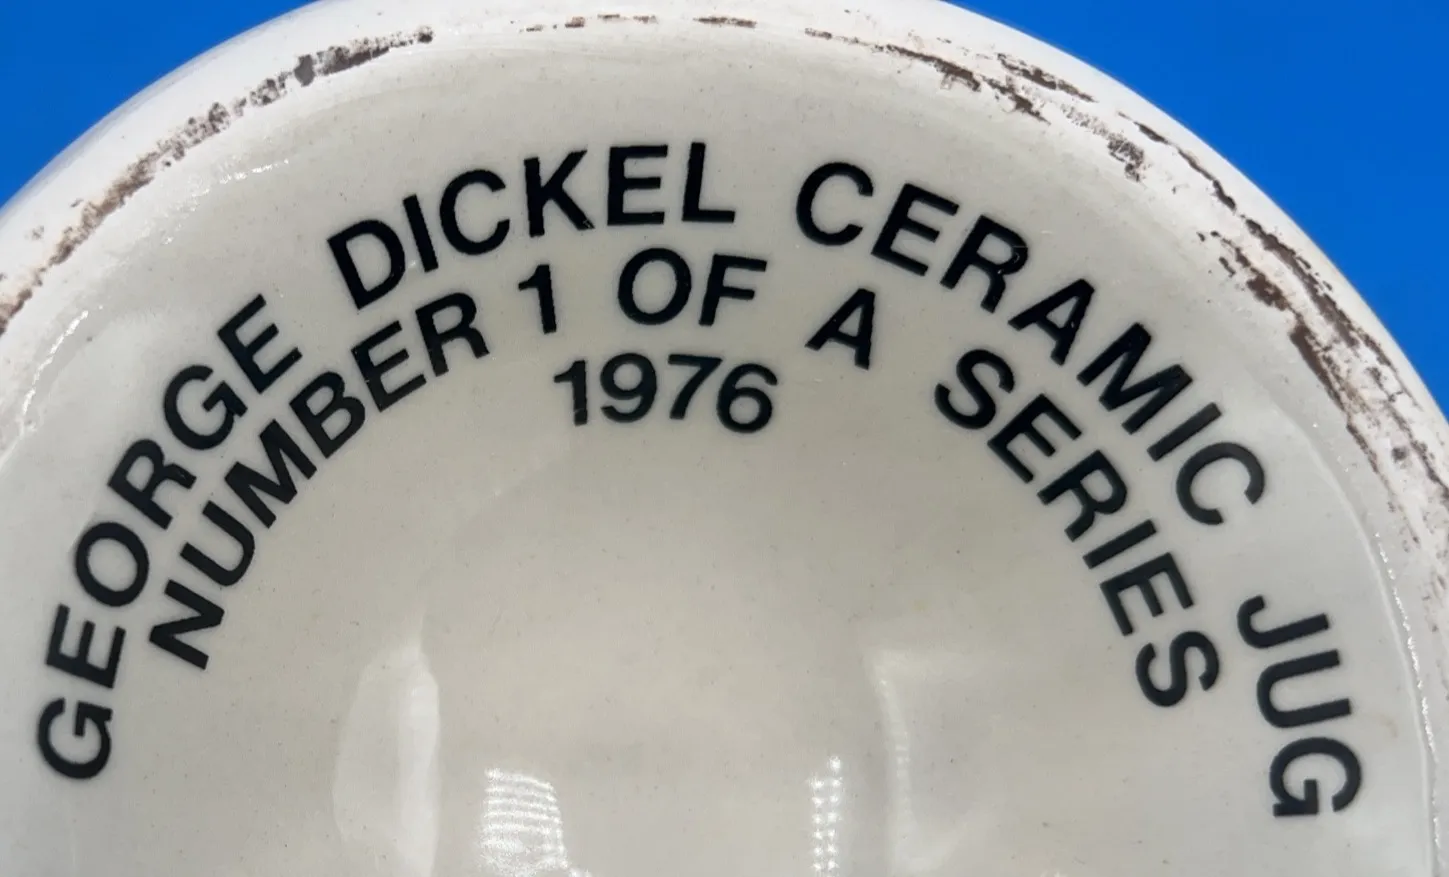 GEORGE DICKEL CERAMIC JUG
NUMBER 1 OF A SERIES
1976